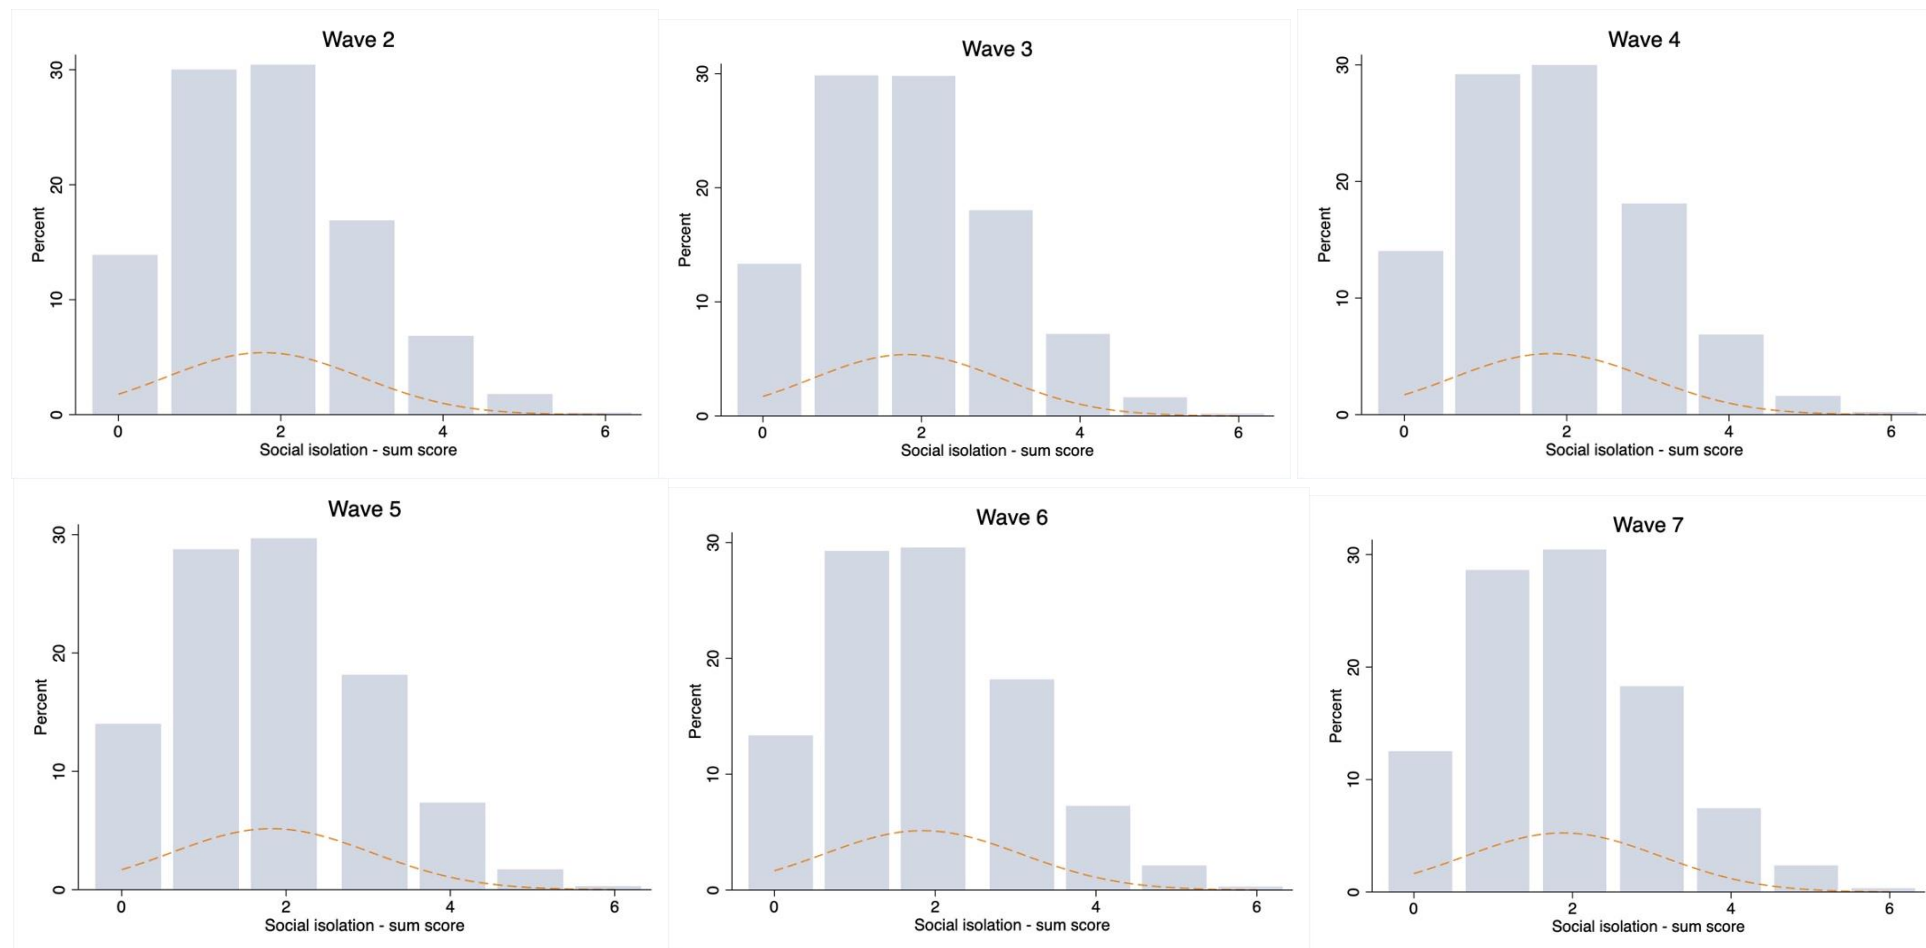 Wave 2
Percent
30
20
10
0
0 2 4 6
Social isolation - sum score
Wave 3
Percent
30
20
10
0
0 2 4 6
Social isolation - sum score
Wave 4
Percent
30
20
10
0
0 2 4 6
Social isolation - sum score
Wave 5
Percent
30
20
10
0
0 2 4 6
Social isolation - sum score
Wave 6
Percent
30
20
10
0
0 2 4 6
Social isolation - sum score
Wave 7
Percent
30
20
10
0
0 2 4 6
Social isolation - sum score